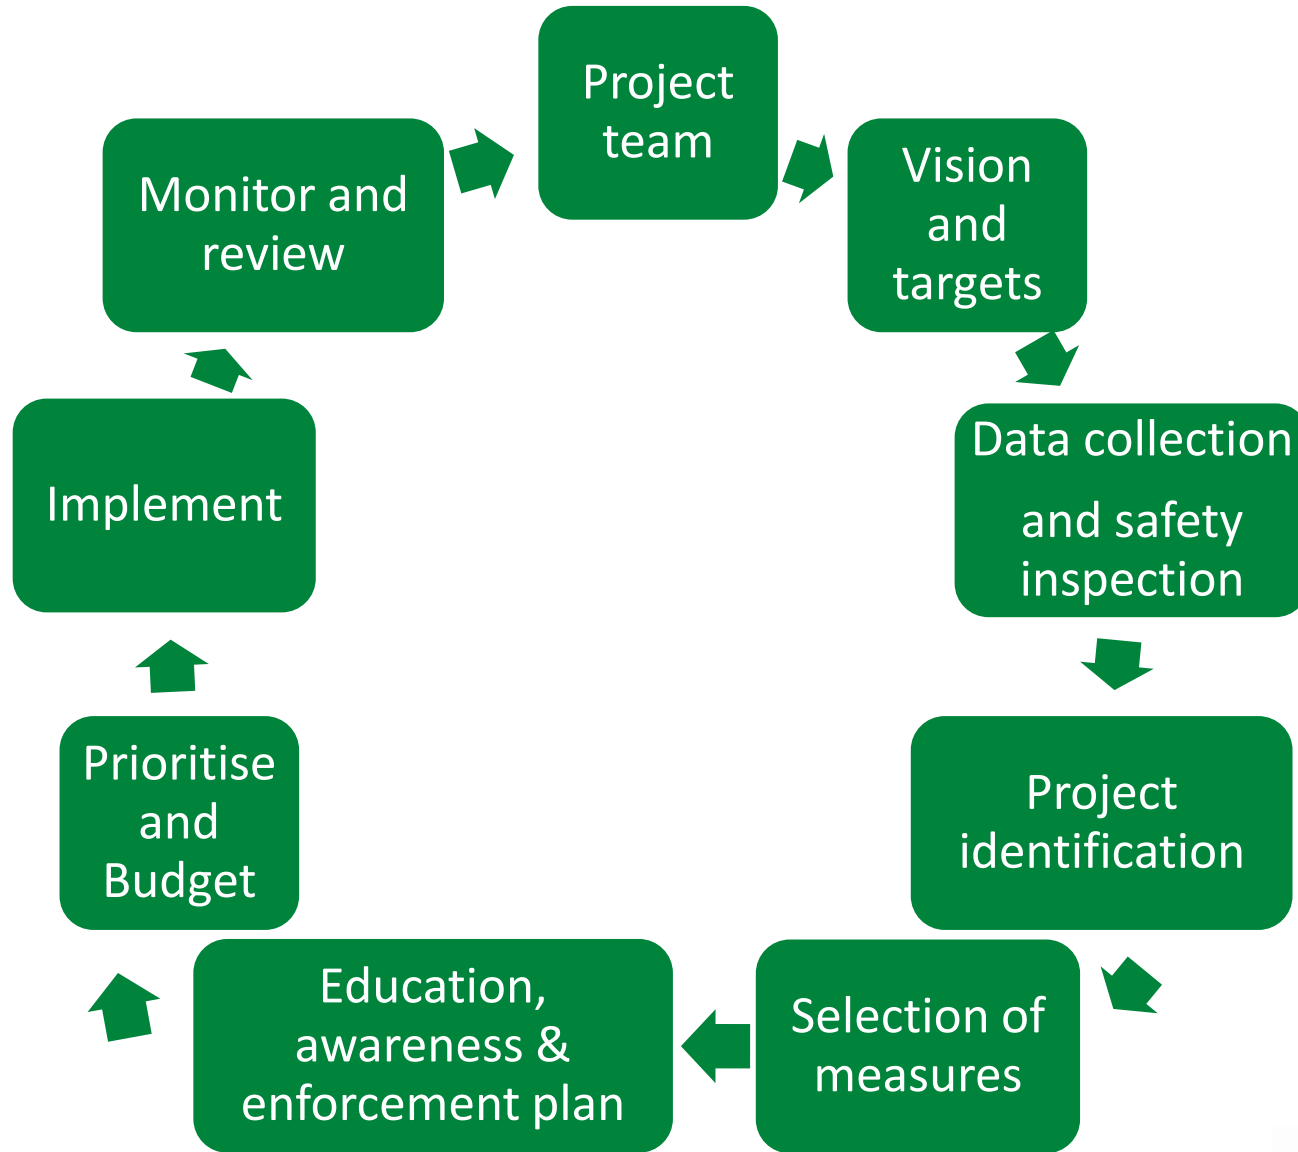 Project
team
Vision
and
targets
Data collection
and safety
inspection
Project
identification
Selection of
measures
Education,
awareness &
enforcement plan
Prioritise
and
Budget
Implement
Monitor and
review